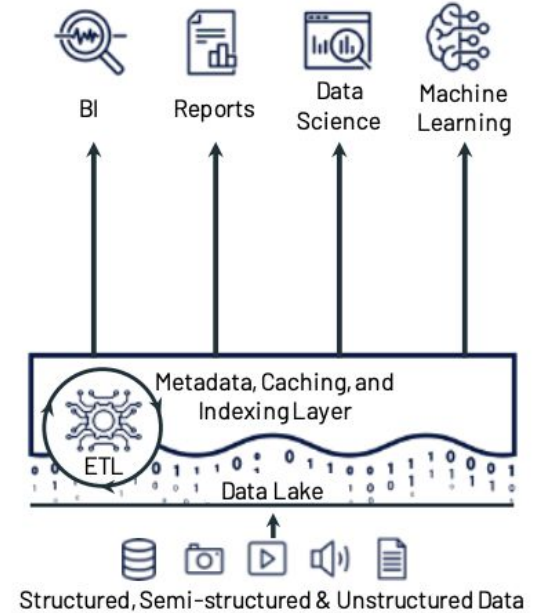 BI
Reports
Data
Science
Machine
Learning
Metadata, Caching, and
Indexing Layer
ETL
Data Lake
Structured, Semi-structured & Unstructured Data